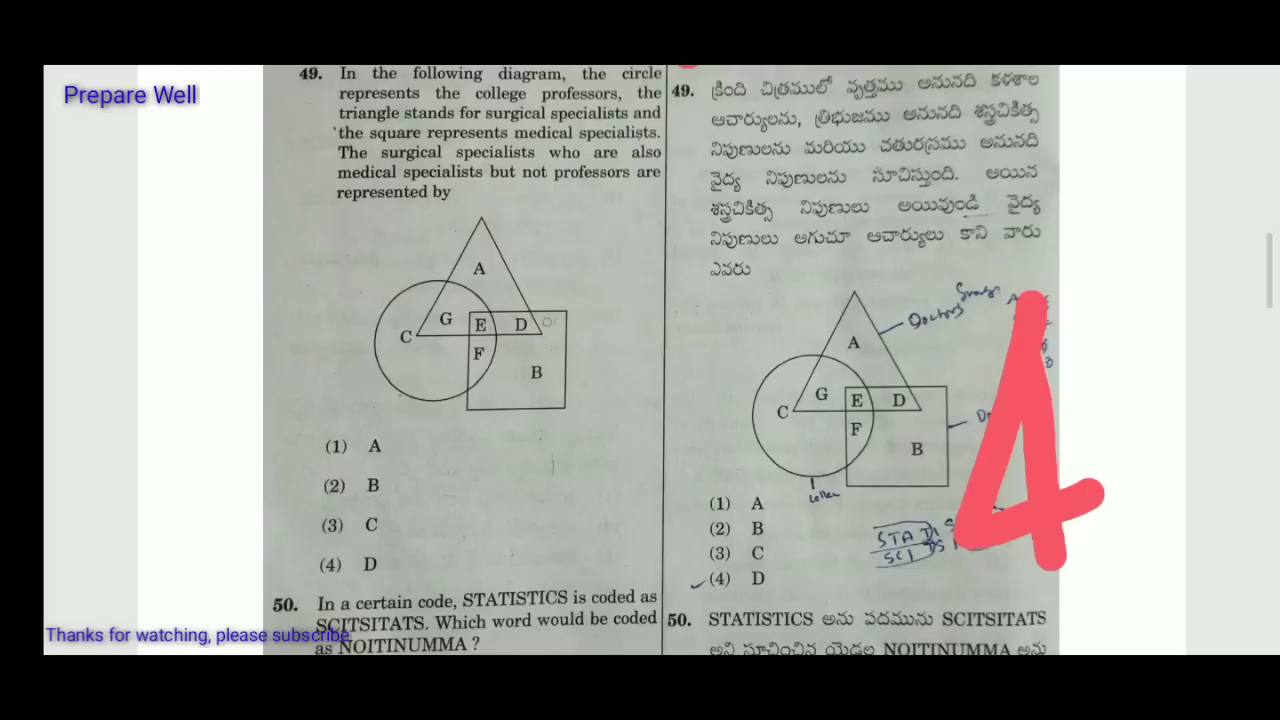 Prepare Well
49. In the following diagram, the circle
represents the college professors, the
triangle stands for surgical specialists and
the square represents medical specialists.
The surgical specialists who are also
medical specialists but not professors are
represented by
A
G
E
D
C
F
B
(1) A
(2) B
(3) C
(4) D
50. In a certain code, STATISTICS is coded as
SCITSITATS. Which word would be coded
as NOITINUMMA ?
49. క్రింది చిత్రములో వృత్తము అనునది కళాశాల
ఆచార్యులను, త్రిభుజము అనునది శస్త్రచికిత్స
నిపుణులను మరియు చతురస్రము అనునది
వైద్య నిపుణులను సూచిస్తుంది. అయిన
శస్త్రచికిత్స నిపుణులు అయివుండి వైద్య
నిపుణులు అగుచూ ఆచార్యులు కాని వారు
ఎవరు
Doctors
A
G
E
D
C
F
B
(1) A
(2) B
(3) C
(4) D
4
50. STATISTICS అను పదమును SCITSITATS
అని సూచించిన యెడల NOITINUMMA అను
Thanks for watching, please subscribe